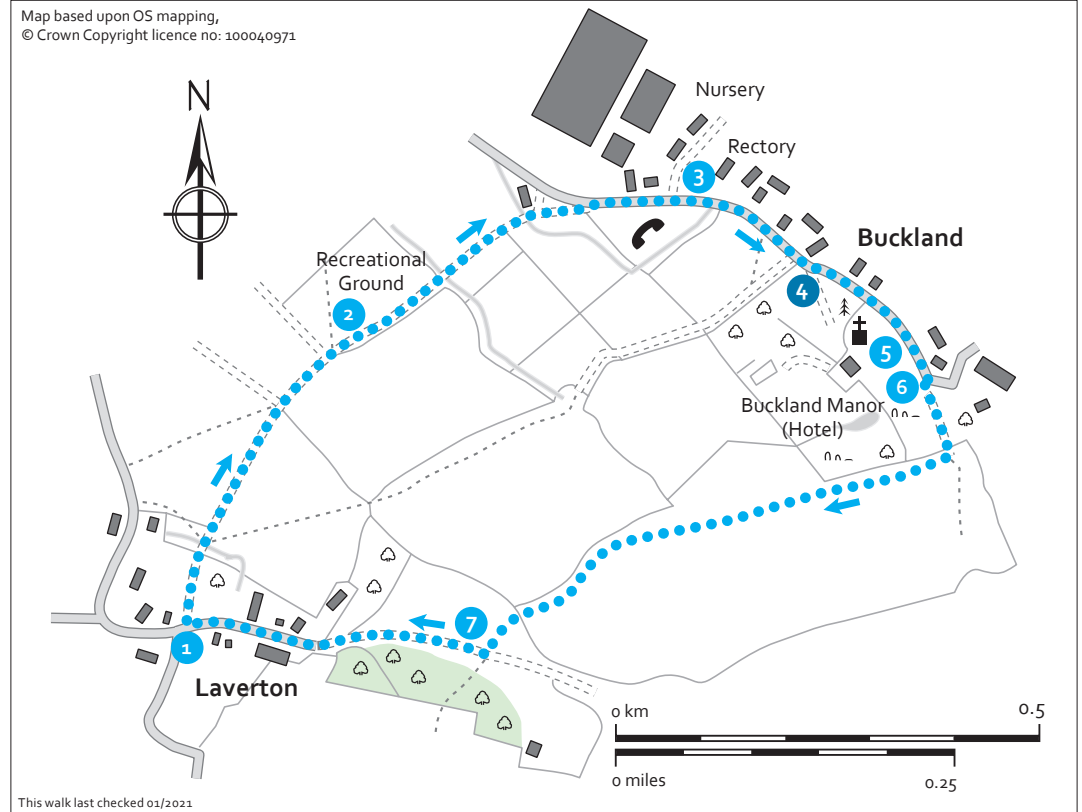 Map based upon OS mapping,
© Crown Copyright licence no: 100040971
N
Nursery
Rectory
3
Buckland
Recreational
Ground
2
4
5
6
Buckland Manor
(Hotel)
7
1
Laverton
0 km
0.5
0 miles
0.25
This walk last checked 01/2021